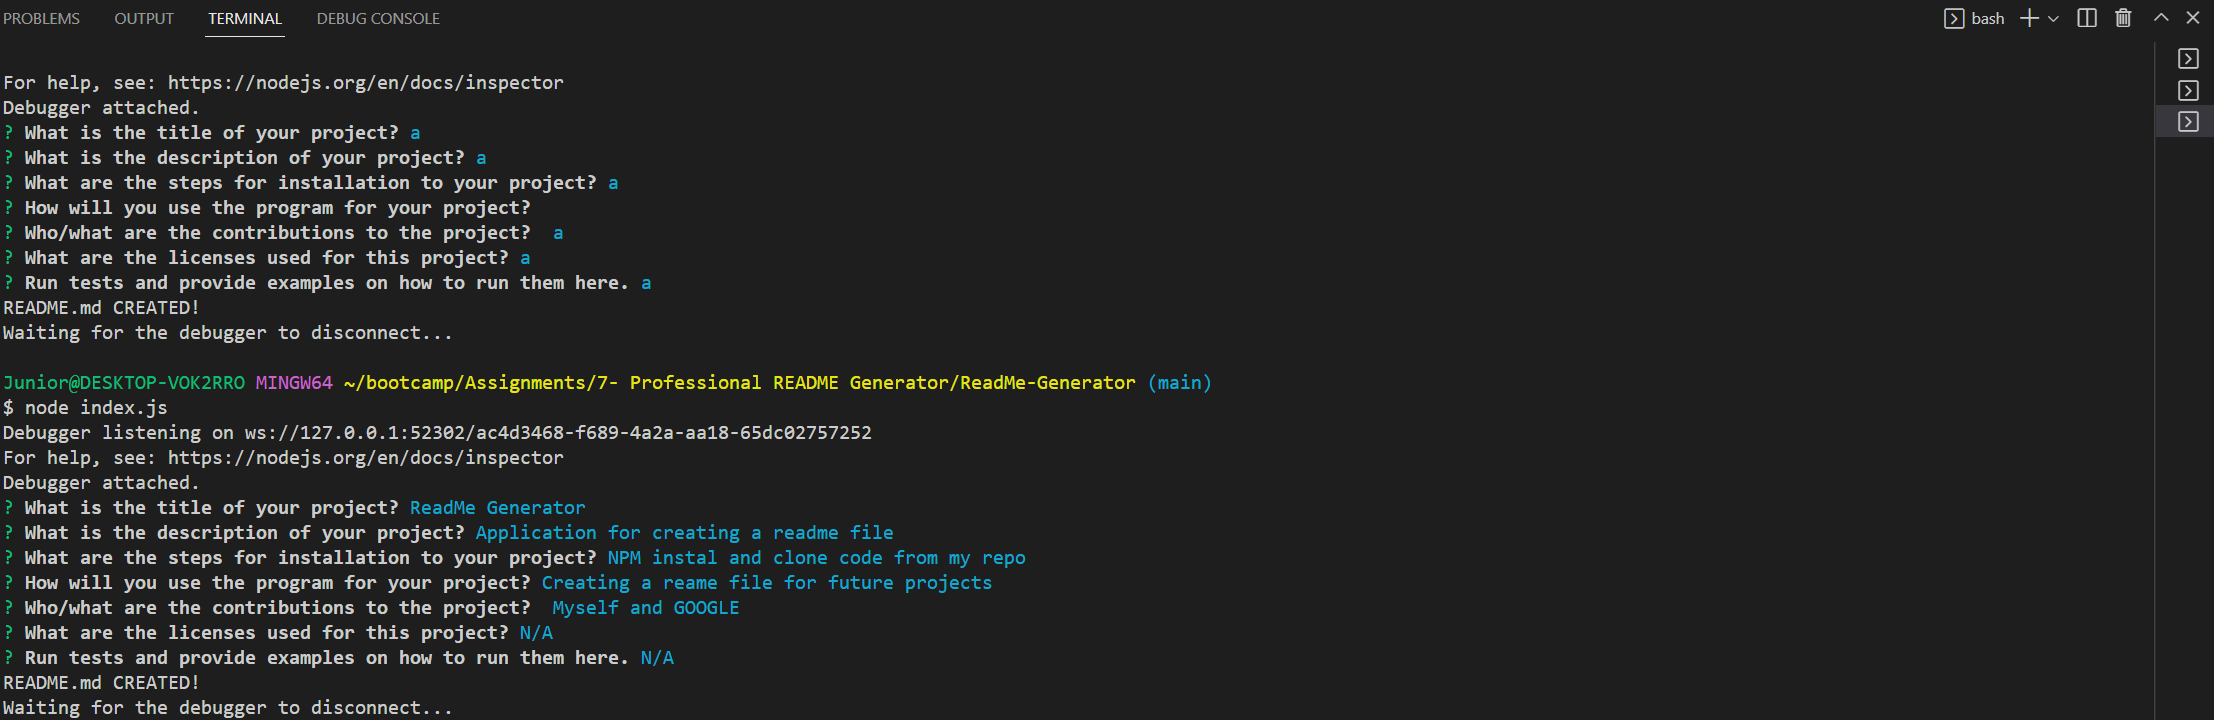 PROBLEMS OUTPUT TERMINAL DEBUG CONSOLE bash
For help, see: https://nodejs.org/en/docs/inspector
Debugger attached.
? What is the title of your project? a
? What is the description of your project? a
? What are the steps for installation to your project? a
? How will you use the program for your project?
? Who/what are the contributions to the project?  a
? What are the licenses used for this project? a
? Run tests and provide examples on how to run them here. a
README.md CREATED!
Waiting for the debugger to disconnect...
Junior@DESKTOP-VOK2RRO MINGW64 ~/bootcamp/Assignments/7- Professional README Generator/ReadMe-Generator (main)
$ node index.js
Debugger listening on ws://127.0.0.1:52302/ac4d3468-f689-4a2a-aa18-65dc02757252
For help, see: https://nodejs.org/en/docs/inspector
Debugger attached.
? What is the title of your project? ReadMe Generator
? What is the description of your project? Application for creating a readme file
? What are the steps for installation to your project? NPM instal and clone code from my repo
? How will you use the program for your project? Creating a reame file for future projects
? Who/what are the contributions to the project?  Myself and GOOGLE
? What are the licenses used for this project? N/A
? Run tests and provide examples on how to run them here. N/A
README.md CREATED!
Waiting for the debugger to disconnect...